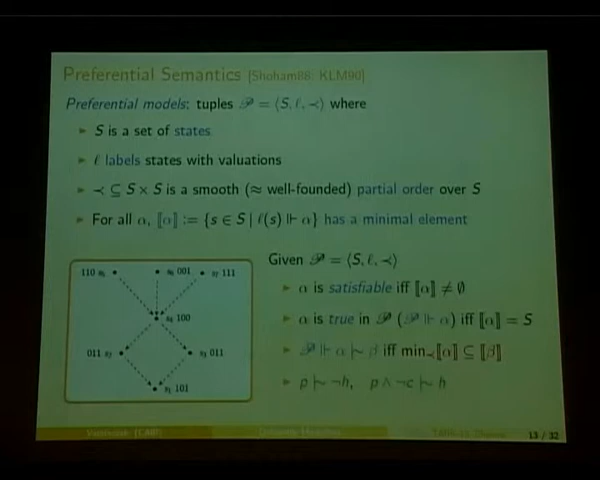 Preferential Semantics [Shoham88; KLM90]
Preferential models: tuples 𝒫 = ⟨S, ℓ, ≺⟩ where
▸ S is a set of states
▸ ℓ labels states with valuations
▸ ≺ ⊆ S × S is a smooth (≈ well-founded) partial order over S
▸ For all α, ⟦α⟧ := {s ∈ S | ℓ(s) ⊩ α} has a minimal element
110
001
111
100
011
011
s₁ 101
Given 𝒫 = ⟨S, ℓ, ≺⟩
▸ α is satisfiable iff ⟦α⟧ ≠ ∅
▸ α is true in 𝒫 (𝒫 ⊩ α) iff ⟦α⟧ = S
▸ 𝒫 ⊩ α |∼ β iff min≺⟦α⟧ ⊆ ⟦β⟧
▸ p |∼ ¬h, p ∧ ¬c |∼ h
13 / 32